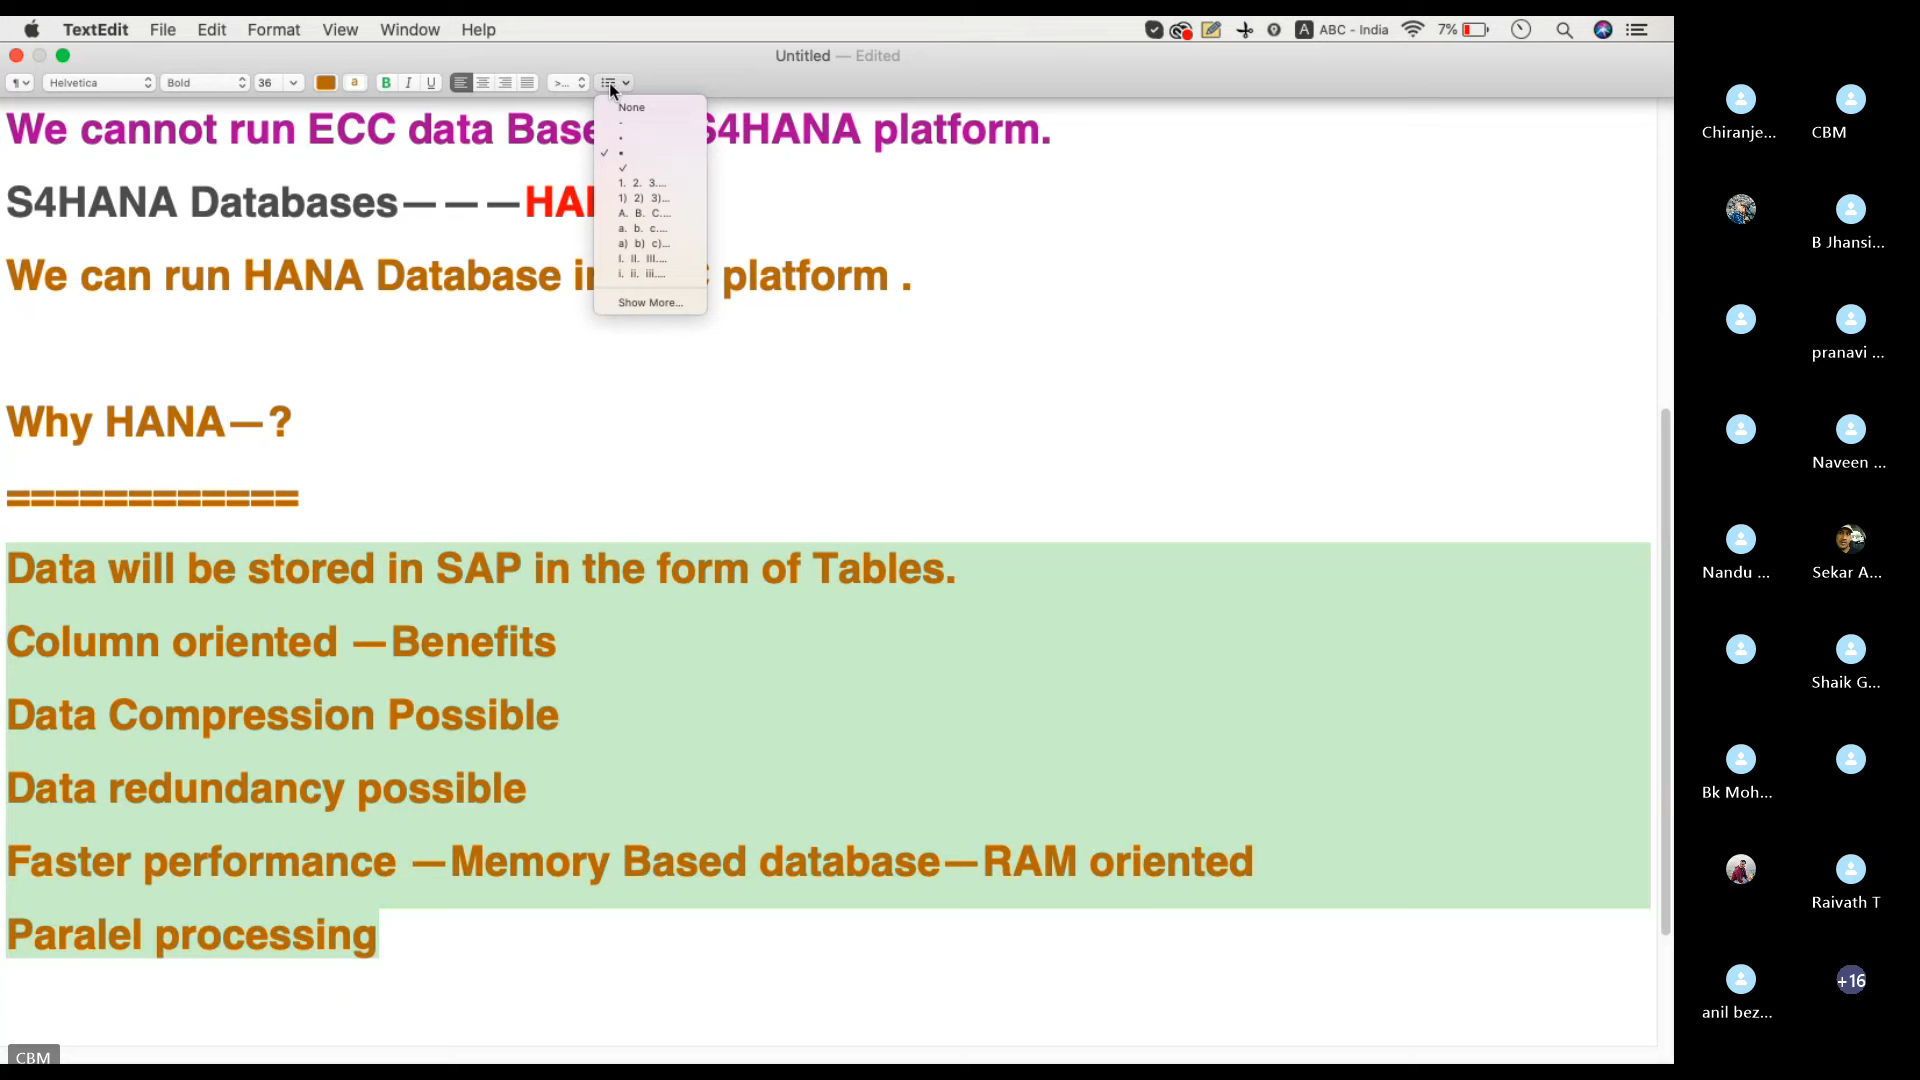 TextEdit File Edit Format View Window Help A ABC - India 7%
Untitled — Edited
¶ Helvetica Bold 36 a B I U >...
None
-
•
▪
✓
1. 2. 3....
1) 2) 3)...
A. B. C....
a. b. c....
a) b) c)...
I. II. III....
i. ii. iii....
Show More...
We cannot run ECC data Base S4HANA platform.
S4HANA Databases———HA
We can run HANA Database platform .
Why HANA—?
============
Data will be stored in SAP in the form of Tables.
Column oriented —Benefits
Data Compression Possible
Data redundancy possible
Faster performance —Memory Based database—RAM oriented
Paralel processing
CBM
Chiranje... CBM
B Jhansi...
pranavi ...
Naveen ...
Nandu ... Sekar A...
Shaik G...
Bk Moh...
Raivath T
anil bez... +16